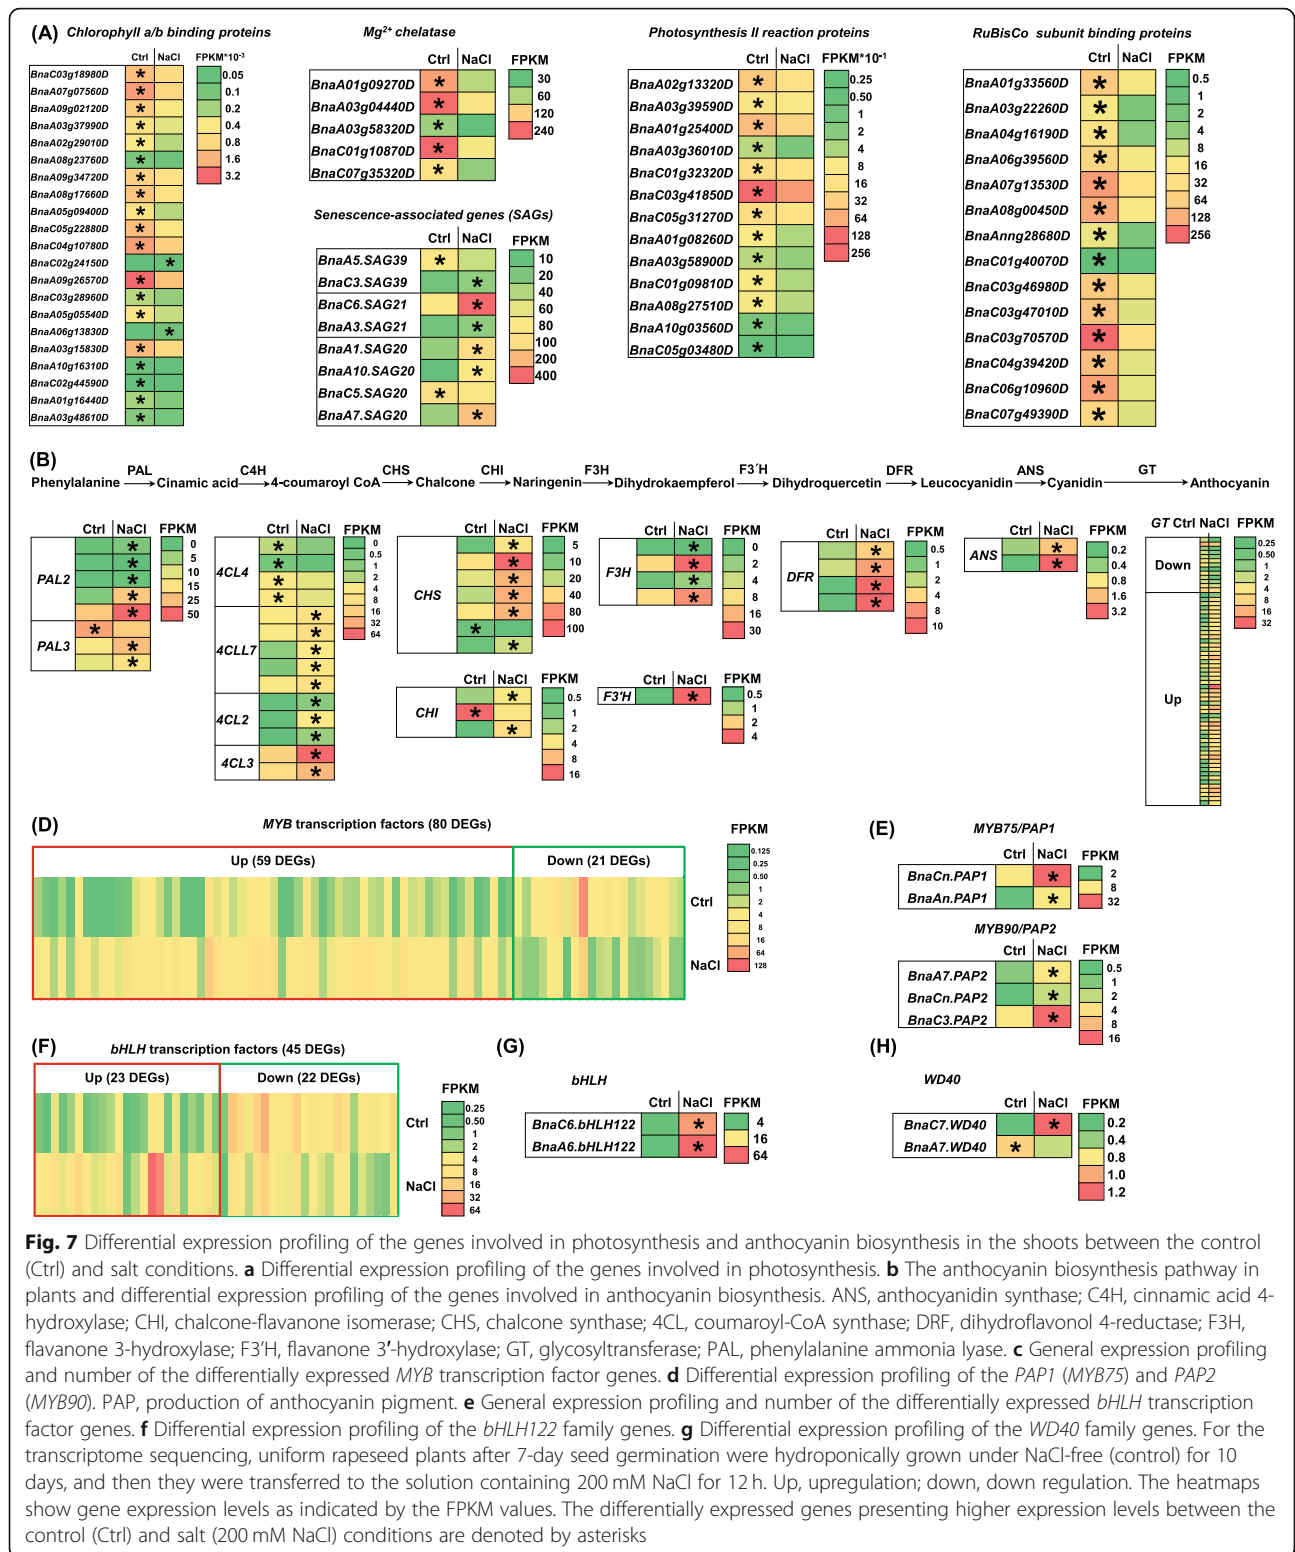 (A)
Chlorophyll a/b binding proteins
Ctrl NaCl FPKM*10-3
BnaC03g18980D
BnaA07g07560D
BnaA09g02120D
BnaA03g37990D
BnaA02g29010D
BnaA08g23760D
BnaA09g34720D
BnaA08g17660D
BnaA05g09400D
BnaC05g22880D
BnaC04g10780D
BnaC02g24150D
BnaA09g26570D
BnaC03g28960D
BnaA05g05540D
BnaA06g13830D
BnaA03g15830D
BnaA10g16310D
BnaC02g44590D
BnaA01g16440D
BnaA03g48610D
0.05
0.1
0.2
0.4
0.8
1.6
3.2
Mg2+ chelatase
Ctrl NaCl FPKM
BnaA01g09270D
BnaA03g04440D
BnaA03g58320D
BnaC01g10870D
BnaC07g35320D
30
60
120
240
Senescence-associated genes (SAGs)
Ctrl NaCl FPKM
BnaA5.SAG39
BnaC3.SAG39
BnaC6.SAG21
BnaA3.SAG21
BnaA1.SAG20
BnaA10.SAG20
BnaC5.SAG20
BnaA7.SAG20
10
20
40
60
80
100
200
400
Photosynthesis II reaction proteins
Ctrl NaCl FPKM*10-1
BnaA02g13320D
BnaA03g39590D
BnaA01g25400D
BnaA03g36010D
BnaC01g32320D
BnaC03g41850D
BnaC05g31270D
BnaA01g08260D
BnaA03g58900D
BnaC01g09810D
BnaA08g27510D
BnaA10g03560D
BnaC05g03480D
0.25
0.50
1
2
4
8
16
32
64
128
256
RuBisCo subunit binding proteins
Ctrl NaCl FPKM
BnaA01g33560D
BnaA03g22260D
BnaA04g16190D
BnaA06g39560D
BnaA07g13530D
BnaA08g00450D
BnaAnng28680D
BnaC01g40070D
BnaC03g46980D
BnaC03g47010D
BnaC03g70570D
BnaC04g39420D
BnaC06g10960D
BnaC07g49390D
0.5
1
2
4
8
16
32
64
128
256
(B)
PAL C4H CHS CHI F3H F3´H DFR ANS GT
Phenylalanine → Cinamic acid → 4-coumaroyl CoA → Chalcone → Naringenin → Dihydrokaempferol → Dihydroquercetin → Leucocyanidin → Cyanidin → Anthocyanin
Ctrl NaCl FPKM
PAL2
PAL3
0
5
10
15
25
50
Ctrl NaCl FPKM
4CL4
4CLL7
4CL2
4CL3
0
0.5
1
2
4
8
16
32
64
Ctrl NaCl FPKM
CHS
5
10
20
40
80
100
Ctrl NaCl FPKM
CHI
0.5
1
2
4
8
16
Ctrl NaCl FPKM
F3H
0
2
4
8
16
30
Ctrl NaCl FPKM
F3'H
0.5
1
2
4
Ctrl NaCl FPKM
DFR
0.5
1
2
4
8
10
Ctrl NaCl FPKM
ANS
0.2
0.4
0.8
1.6
3.2
GT Ctrl NaCl FPKM
Down
Up
0.25
0.50
1
2
4
8
16
32
(D)
MYB transcription factors (80 DEGs)
Up (59 DEGs) Down (21 DEGs)
Ctrl
NaCl
FPKM
0.125
0.25
0.50
1
2
4
8
16
64
128
(E)
MYB75/PAP1
Ctrl NaCl FPKM
BnaCn.PAP1
BnaAn.PAP1
2
8
32
MYB90/PAP2
Ctrl NaCl FPKM
BnaA7.PAP2
BnaCn.PAP2
BnaC3.PAP2
0.5
1
2
4
8
16
(F)
bHLH transcription factors (45 DEGs)
Up (23 DEGs) Down (22 DEGs)
Ctrl
NaCl
FPKM
0.25
0.50
1
2
4
8
16
32
64
(G)
bHLH
Ctrl NaCl FPKM
BnaC6.bHLH122
BnaA6.bHLH122
4
16
64
(H)
WD40
Ctrl NaCl FPKM
BnaC7.WD40
BnaA7.WD40
0.2
0.4
0.8
1.0
1.2
Fig. 7 Differential expression profiling of the genes involved in photosynthesis and anthocyanin biosynthesis in the shoots between the control
(Ctrl) and salt conditions. a Differential expression profiling of the genes involved in photosynthesis. b The anthocyanin biosynthesis pathway in
plants and differential expression profiling of the genes involved in anthocyanin biosynthesis. ANS, anthocyanidin synthase; C4H, cinnamic acid 4-
hydroxylase; CHI, chalcone-flavanone isomerase; CHS, chalcone synthase; 4CL, coumaroyl-CoA synthase; DRF, dihydroflavonol 4-reductase; F3H,
flavanone 3-hydroxylase; F3'H, flavanone 3′-hydroxylase; GT, glycosyltransferase; PAL, phenylalanine ammonia lyase. c General expression profiling
and number of the differentially expressed MYB transcription factor genes. d Differential expression profiling of the PAP1 (MYB75) and PAP2
(MYB90). PAP, production of anthocyanin pigment. e General expression profiling and number of the differentially expressed bHLH transcription
factor genes. f Differential expression profiling of the bHLH122 family genes. g Differential expression profiling of the WD40 family genes. For the
transcriptome sequencing, uniform rapeseed plants after 7-day seed germination were hydroponically grown under NaCl-free (control) for 10
days, and then they were transferred to the solution containing 200 mM NaCl for 12 h. Up, upregulation; down, down regulation. The heatmaps
show gene expression levels as indicated by the FPKM values. The differentially expressed genes presenting higher expression levels between the
control (Ctrl) and salt (200 mM NaCl) conditions are denoted by asterisks